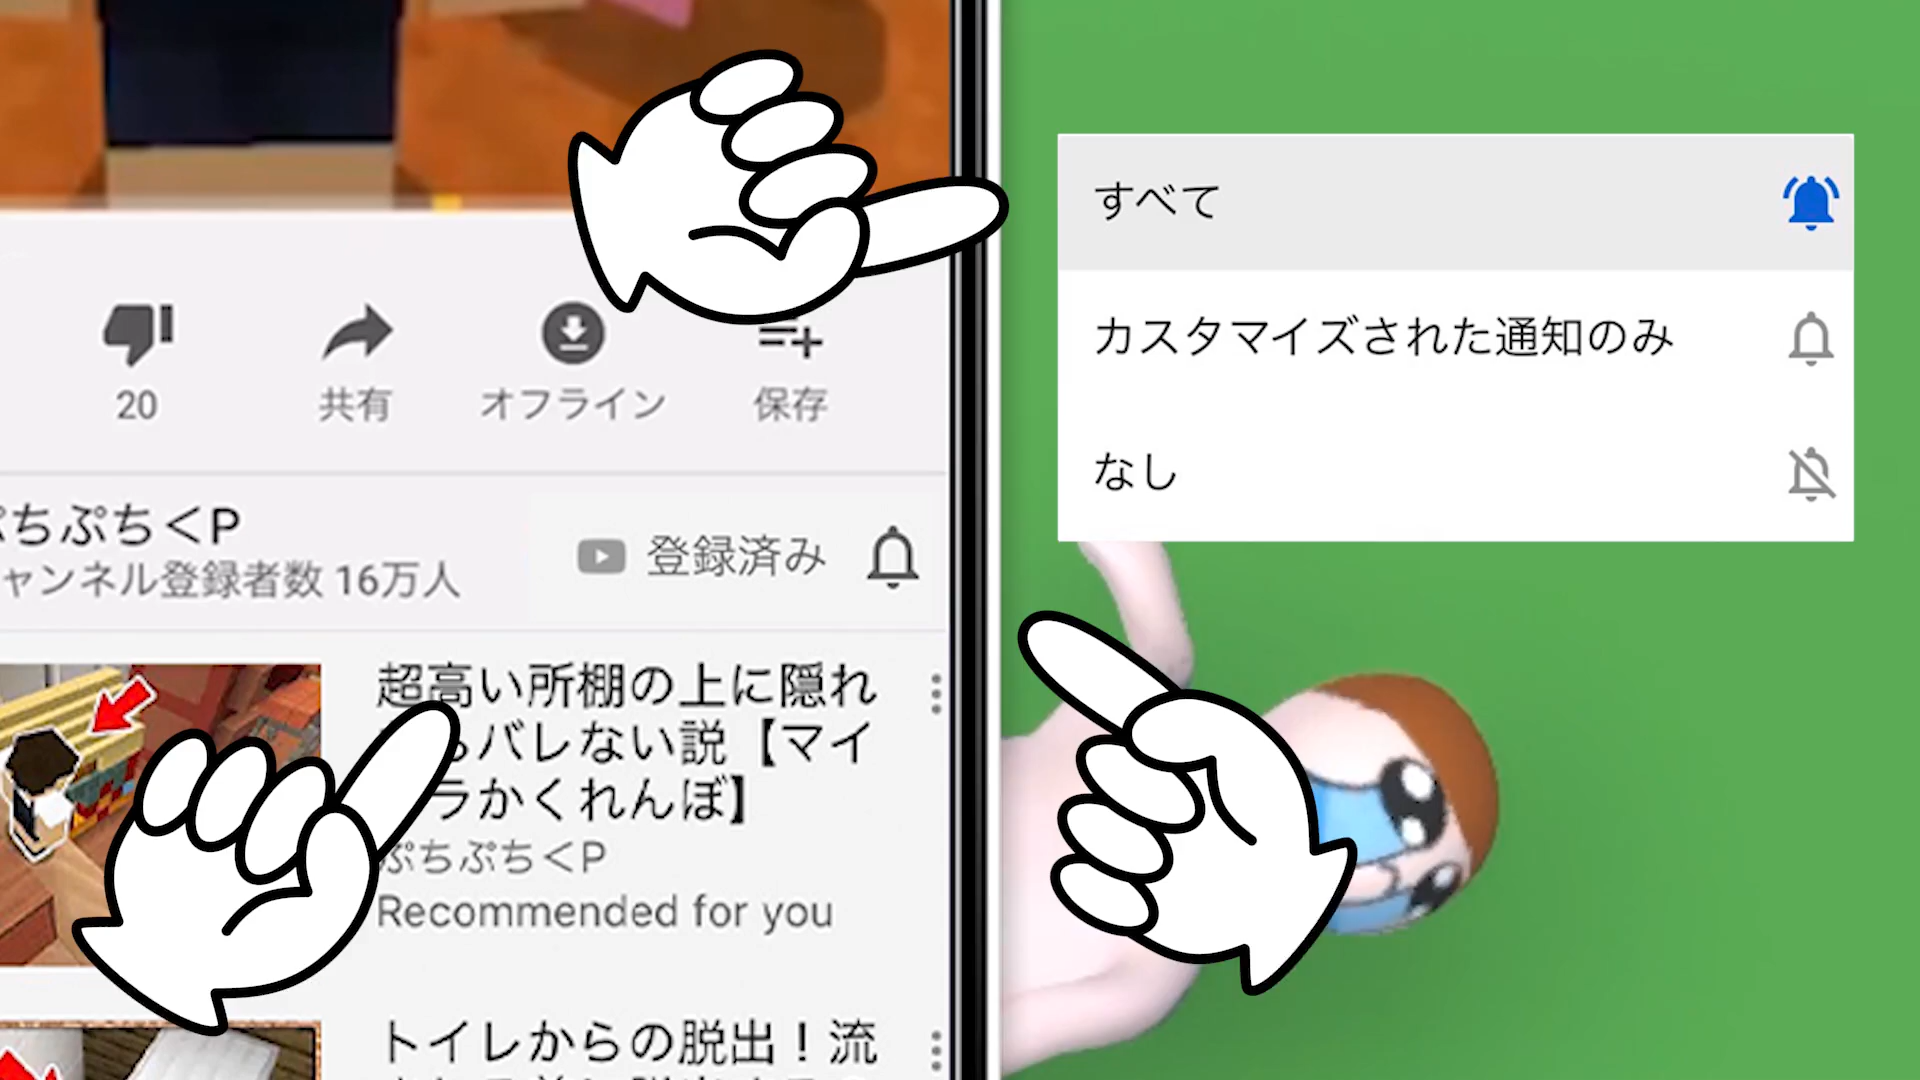 20
共有
オフライン
保存
ちぷちくP
ャンネル登録者数 16万人
登録済み
超高い所棚の上に隠れ
バレない説【マイ
ラかくれんぼ】
ぷちぷちくP
Recommended for you
トイレからの脱出！流
すべて
カスタマイズされた通知のみ
なし